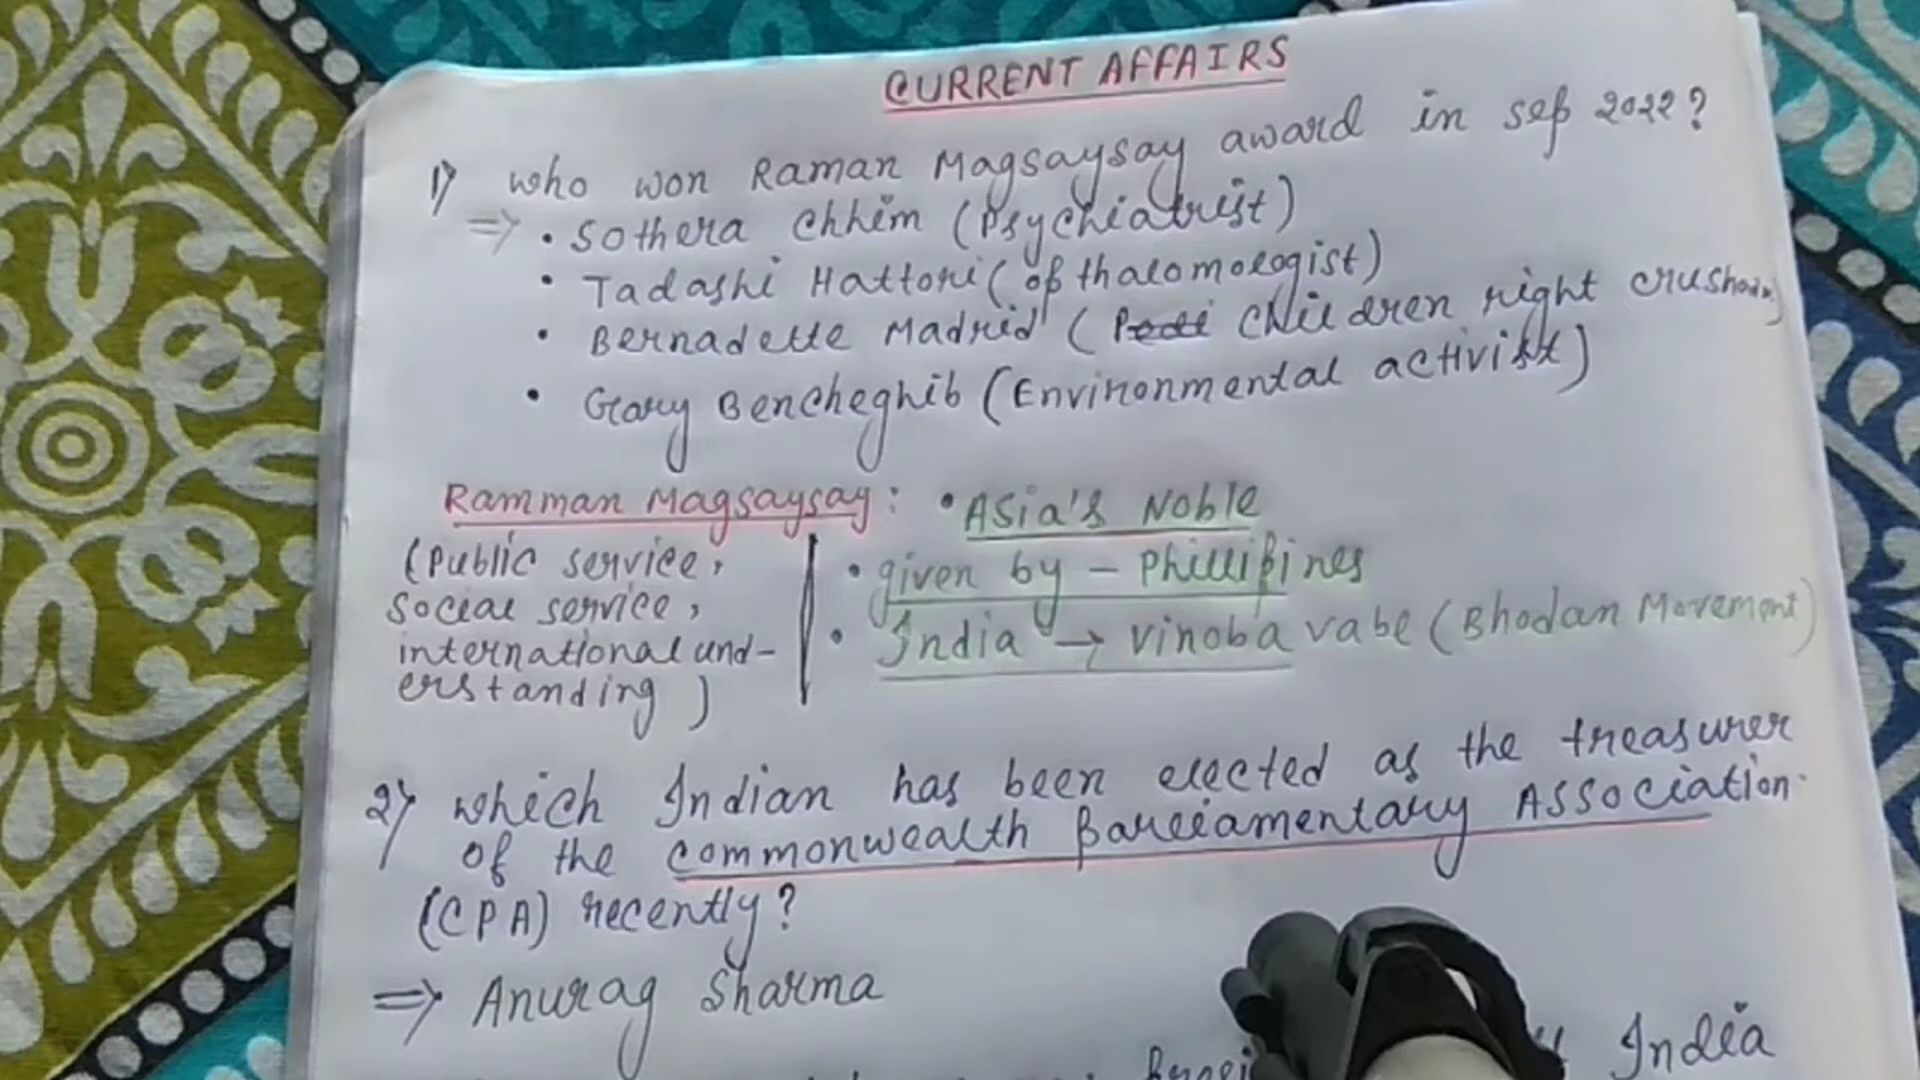 CURRENT AFFAIRS
1) who won Raman Magsaysay award in sep 2022?
⇒ • Sothera Chhim (Psychiatrist)
• Tadashi Hattori (ofthalomologist)
• Bernadette Madrid ( Pedi Children right crushadr)
• Gary Bencheghib (Environmental activist)
Ramman Magsaysay: • Asia's Noble
(Public service,
social service,
international und-
erstanding )
• given by - Phillipines
• India → vinoba vabe (Bhodan Movement)
2) which Indian has been elected as the treasurer
of the commonwealth Parliamentary Association
(CPA) recently?
⇒ Anurag Sharma
India